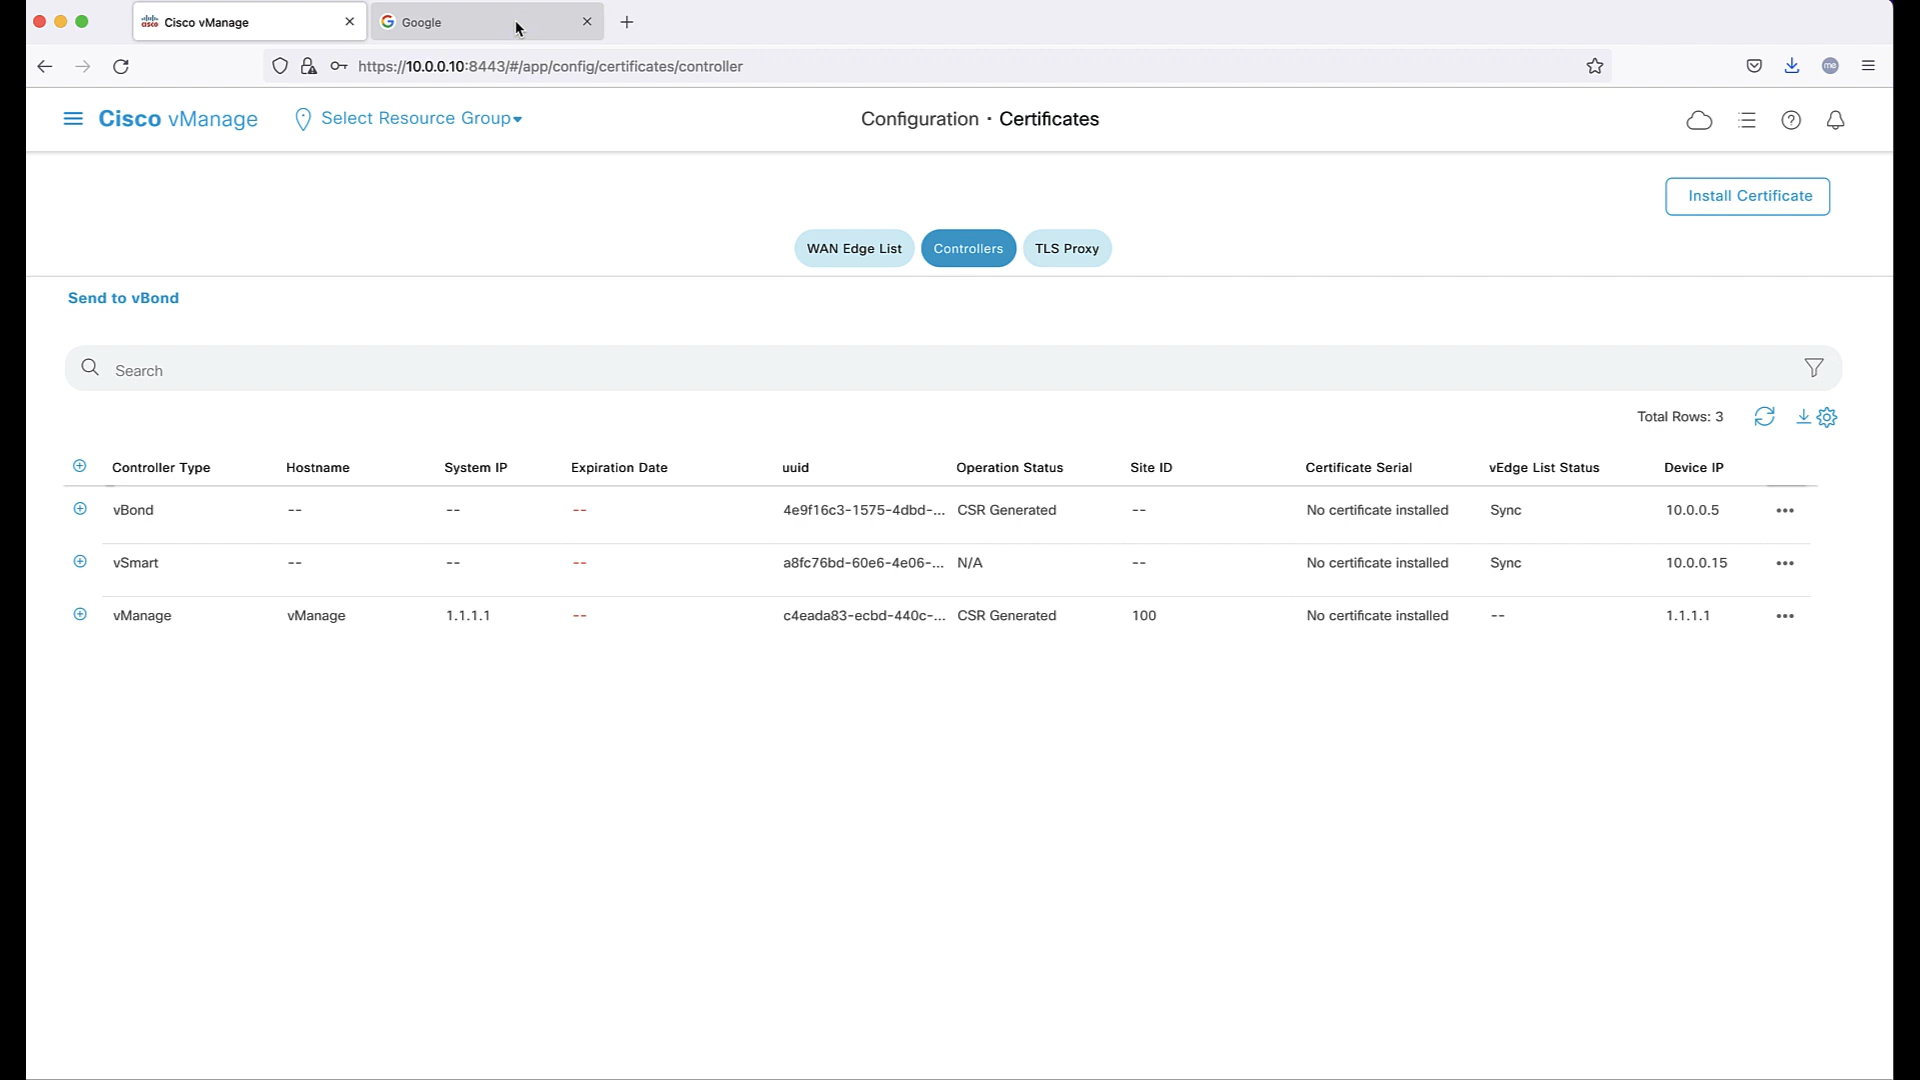 Cisco vManage
Google
https://10.0.0.10:8443/#/app/config/certificates/controller
me
Cisco vManage
Select Resource Group
Configuration · Certificates
Install Certificate
WAN Edge List
Controllers
TLS Proxy
Send to vBond
Search
Total Rows: 3
Controller Type Hostname System IP Expiration Date uuid Operation Status Site ID Certificate Serial vEdge List Status Device IP
vBond -- -- -- 4e9f16c3-1575-4dbd-... CSR Generated -- No certificate installed Sync 10.0.0.5 •••
vSmart -- -- -- a8fc76bd-60e6-4e06-... N/A -- No certificate installed Sync 10.0.0.15 •••
vManage vManage 1.1.1.1 -- c4eada83-ecbd-440c-... CSR Generated 100 No certificate installed -- 1.1.1.1 •••